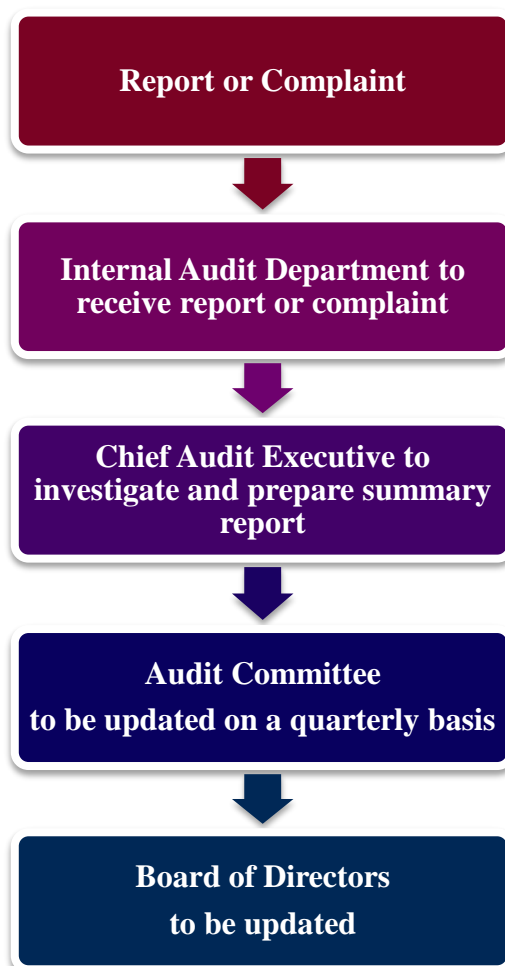 Report or Complaint
Internal Audit Department to
receive report or complaint
Chief Audit Executive to
investigate and prepare summary
report
Audit Committee
to be updated on a quarterly basis
Board of Directors
to be updated